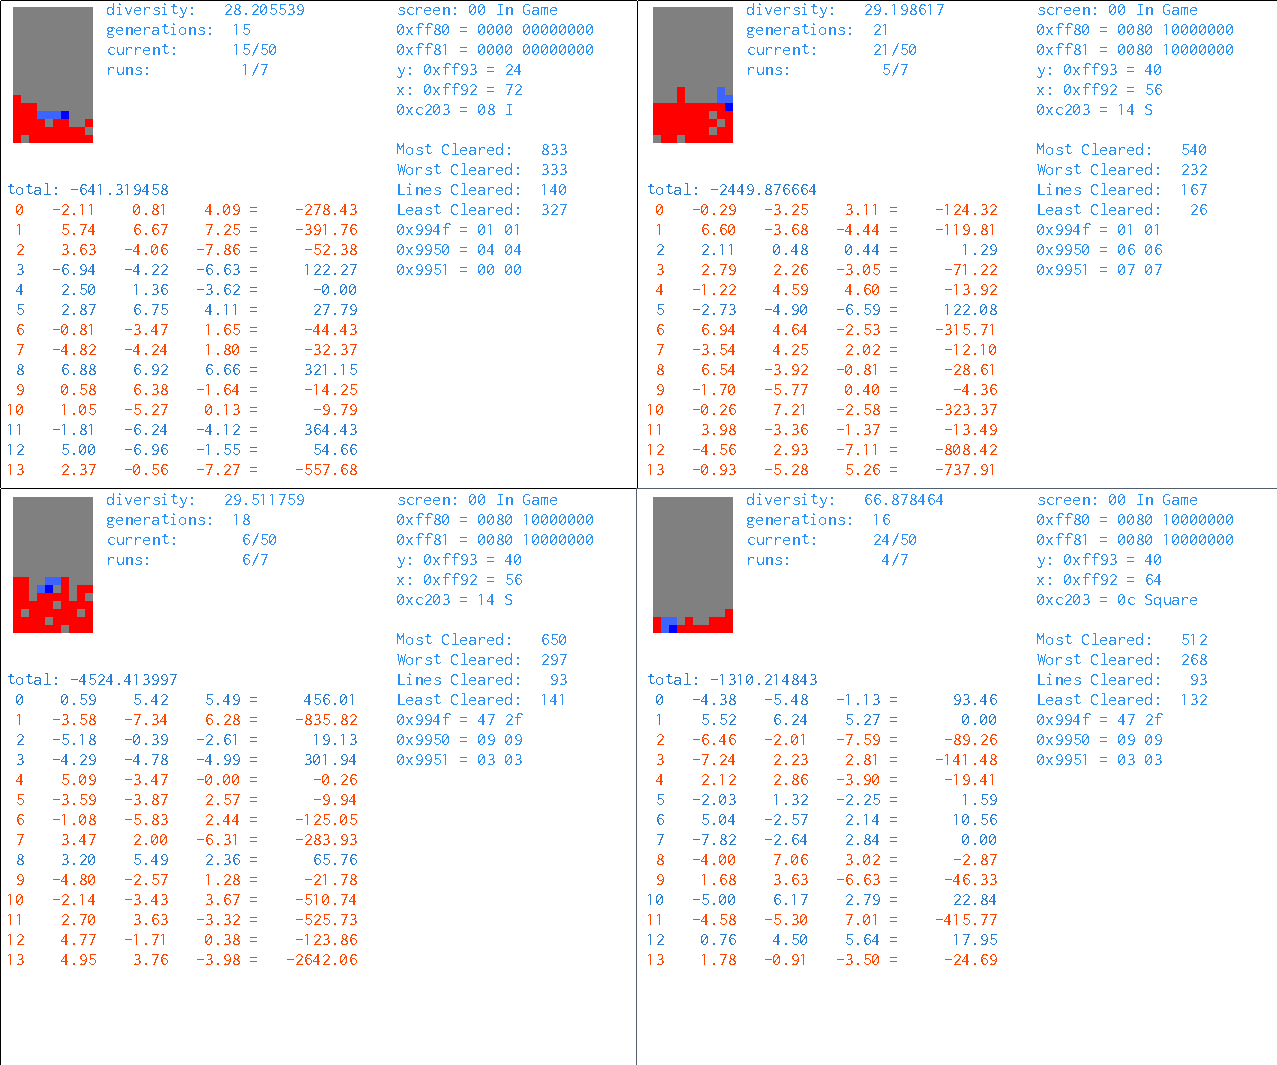 diversity: 28.205539 screen: 00 In Game
generations: 15 0xff80 = 0000 00000000
current: 15/50 0xff81 = 0000 00000000
runs: 1/7 y: 0xff93 = 24
x: 0xff92 = 72
0xc203 = 08 I
Most Cleared: 833
Worst Cleared: 333
total: -641.319458 Lines Cleared: 140
0 -2.11 0.81 4.09 = -278.43 Least Cleared: 327
1 5.74 6.67 7.25 = -391.76 0x994f = 01 01
2 3.63 -4.06 -7.86 = -52.38 0x9950 = 04 04
3 -6.94 -4.22 -6.63 = 122.27 0x9951 = 00 00
4 2.50 1.36 -3.62 = -0.00
5 2.87 6.75 4.11 = 27.79
6 -0.81 -3.47 1.65 = -44.43
7 -4.82 -4.24 1.80 = -32.37
8 6.88 6.92 6.66 = 321.15
9 0.58 6.38 -1.64 = -14.25
10 1.05 -5.27 0.13 = -9.79
11 -1.81 -6.24 -4.12 = 364.43
12 5.00 -6.96 -1.55 = 54.66
13 2.37 -0.56 -7.27 = -557.68
diversity: 29.198617 screen: 00 In Game
generations: 21 0xff80 = 0080 10000000
current: 21/50 0xff81 = 0080 10000000
runs: 5/7 y: 0xff93 = 40
x: 0xff92 = 56
0xc203 = 14 S
Most Cleared: 540
Worst Cleared: 232
total: -2449.876664 Lines Cleared: 167
0 -0.29 -3.25 3.11 = -124.32 Least Cleared: 26
1 6.60 -3.68 -4.44 = -119.81 0x994f = 01 01
2 2.11 0.48 0.44 = 1.29 0x9950 = 06 06
3 2.79 2.26 -3.05 = -71.22 0x9951 = 07 07
4 -1.22 4.59 4.60 = -13.92
5 -2.73 -4.90 -6.59 = 122.08
6 6.94 4.64 -2.53 = -315.71
7 -3.54 4.25 2.02 = -12.10
8 6.54 -3.92 -0.81 = -28.61
9 -1.70 -5.77 0.40 = -4.36
10 -0.26 7.21 -2.58 = -323.37
11 3.98 -3.36 -1.37 = -13.49
12 -4.56 2.93 -7.11 = -808.42
13 -0.93 -5.28 5.26 = -737.91
diversity: 29.511759 screen: 00 In Game
generations: 18 0xff80 = 0080 10000000
current: 6/50 0xff81 = 0080 10000000
runs: 6/7 y: 0xff93 = 40
x: 0xff92 = 56
0xc203 = 14 S
Most Cleared: 650
Worst Cleared: 297
total: -4524.413997 Lines Cleared: 93
0 0.59 5.42 5.49 = 456.01 Least Cleared: 141
1 -3.58 -7.34 6.28 = -835.82 0x994f = 47 2f
2 -5.18 -0.39 -2.61 = 19.13 0x9950 = 09 09
3 -4.29 -4.78 -4.99 = 301.94 0x9951 = 03 03
4 5.09 -3.47 -0.00 = -0.26
5 -3.59 -3.87 2.57 = -9.94
6 -1.08 -5.83 2.44 = -125.05
7 3.47 2.00 -6.31 = -283.93
8 3.20 5.49 2.36 = 65.76
9 -4.80 -2.57 1.28 = -21.78
10 -2.14 -3.43 3.67 = -510.74
11 2.70 3.63 -3.32 = -525.73
12 4.77 -1.71 0.38 = -123.86
13 4.95 3.76 -3.98 = -2642.06
diversity: 66.878464 screen: 00 In Game
generations: 16 0xff80 = 0080 10000000
current: 24/50 0xff81 = 0080 10000000
runs: 4/7 y: 0xff93 = 40
x: 0xff92 = 64
0xc203 = 0c Square
Most Cleared: 512
Worst Cleared: 268
total: -1310.214843 Lines Cleared: 93
0 -4.38 -5.48 -1.13 = 93.46 Least Cleared: 132
1 5.52 6.24 5.27 = 0.00 0x994f = 47 2f
2 -6.46 -2.01 -7.59 = -89.26 0x9950 = 09 09
3 -7.24 2.23 2.81 = -141.48 0x9951 = 03 03
4 2.12 2.86 -3.90 = -19.41
5 -2.03 1.32 -2.25 = 1.59
6 5.04 -2.57 2.14 = 10.56
7 -7.82 -2.64 2.84 = 0.00
8 -4.00 7.06 3.02 = -2.87
9 1.68 3.63 -6.63 = -46.33
10 -5.00 6.17 2.79 = 22.84
11 -4.58 -5.30 7.01 = -415.77
12 0.76 4.50 5.64 = 17.95
13 1.78 -0.91 -3.50 = -24.69